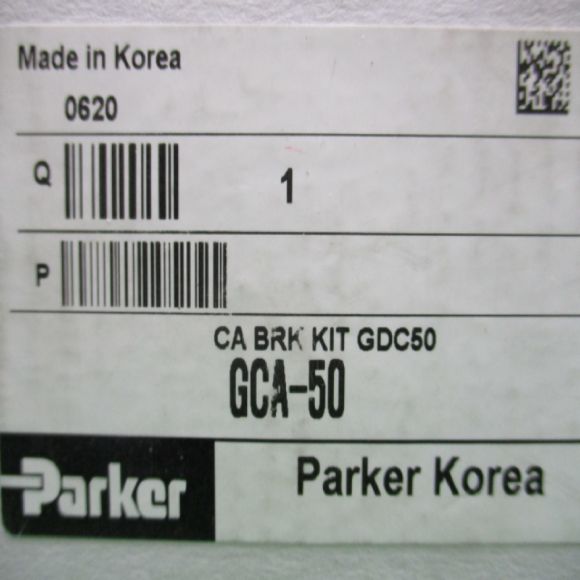 Made in Korea
0620
Q
1
P
CA BRK KIT GDC50
GCA-50
Parker
Parker Korea